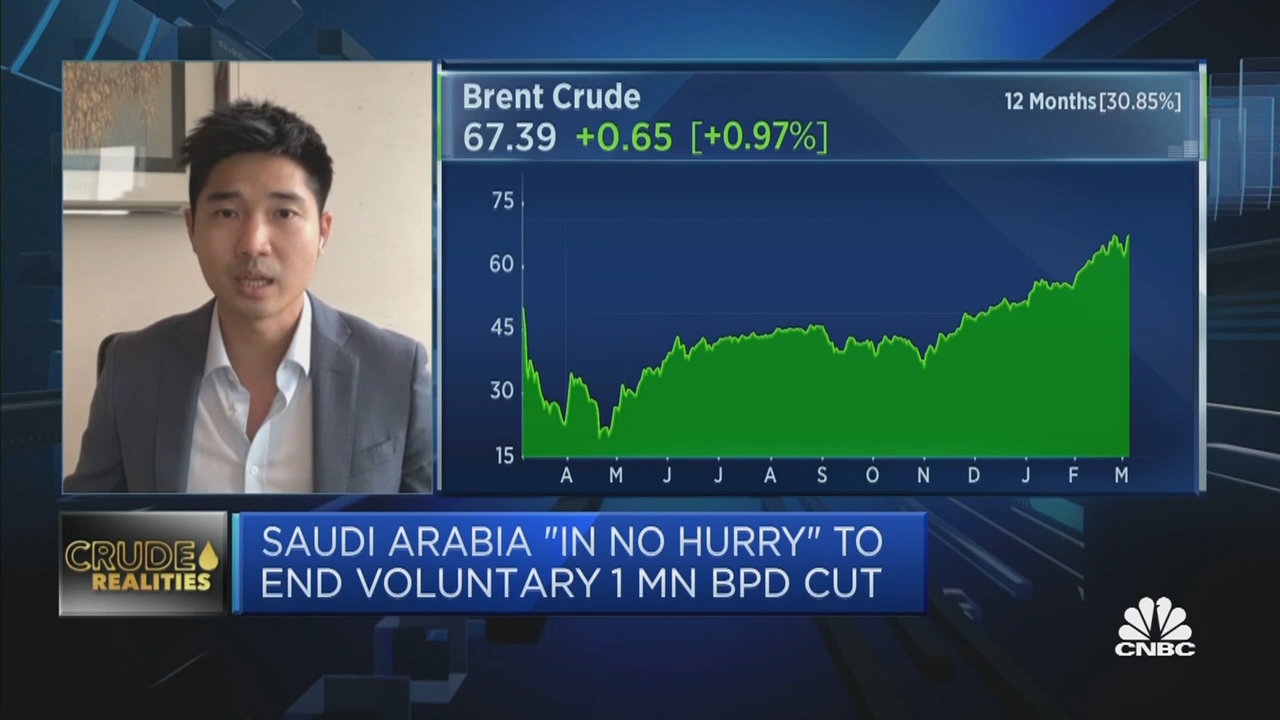 Brent Crude
12 Months[30.85%]
67.39 +0.65 [+0.97%]
75
60
45
30
15
A M J J A S O N D J F M
CRUDE
REALITIES
SAUDI ARABIA "IN NO HURRY" TO
END VOLUNTARY 1 MN BPD CUT
CNBC